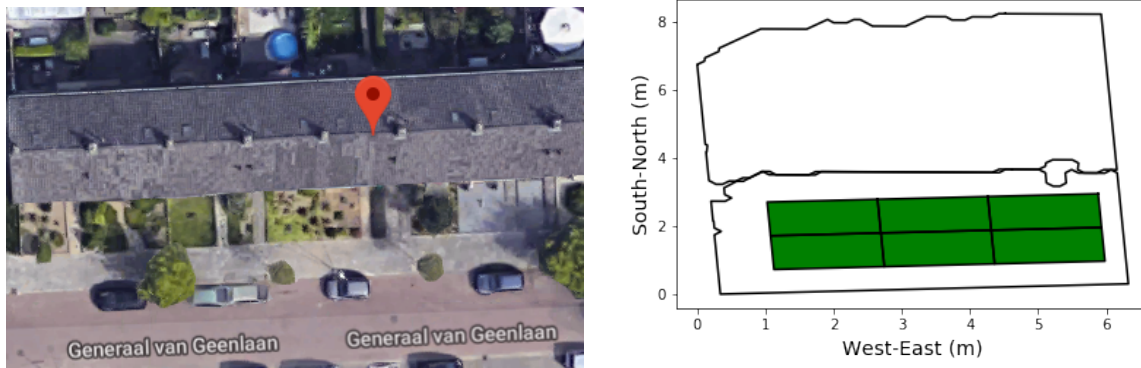 Generaal van Geenlaan
Generaal van Geenlaan
8
6
4
2
0
South-North (m)
0 1 2 3 4 5 6
West-East (m)